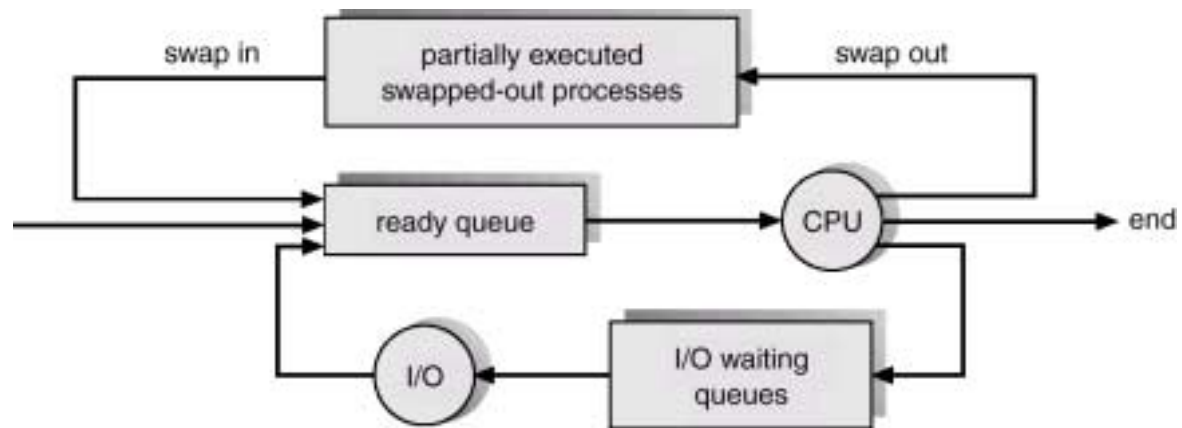 swap in
partially executed
swapped-out processes
swap out
ready queue
CPU
end
I/O
I/O waiting
queues